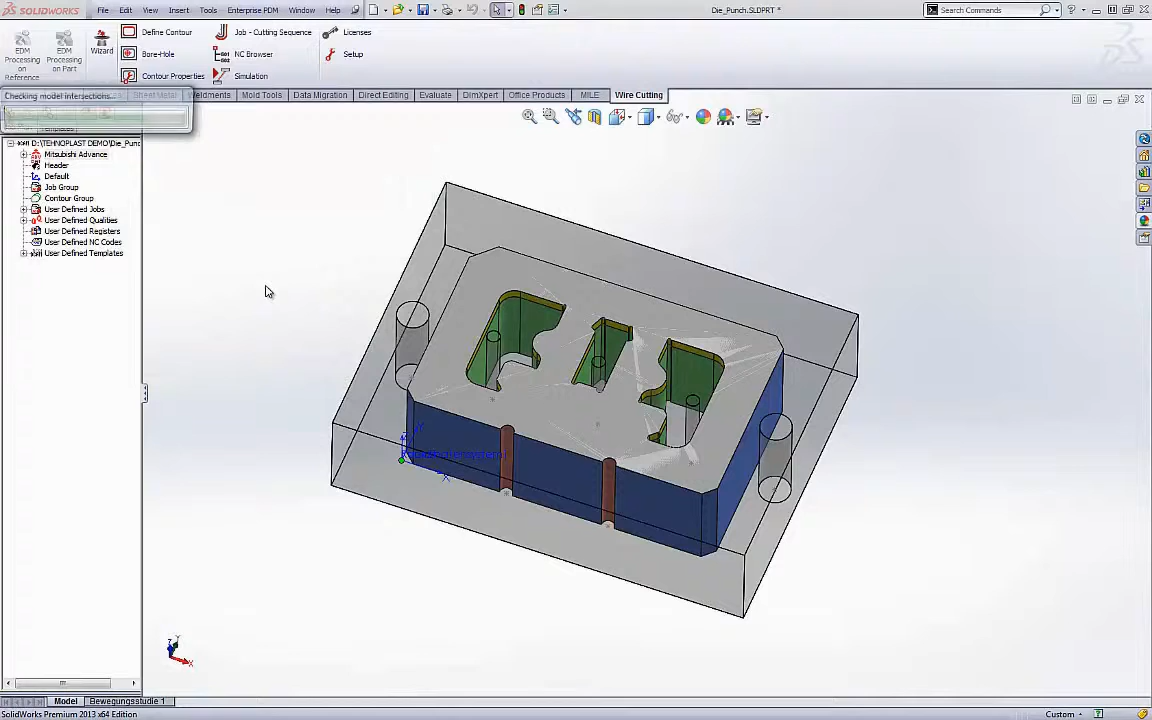 SOLIDWORKS File Edit View Insert Tools Enterprise PDM Window Help Die_Punch.SLDPRT * Search Commands
EDM Processing on Reference
EDM Processing on Part
Wizard
Define Contour Job - Cutting Sequence Licenses
Bore-Hole NC Browser Setup
Contour Properties Simulation
Checking model intersections...
Weldments Mold Tools Data Migration Direct Editing Evaluate DimXpert Office Products MILE Wire Cutting
D:\TEHNOPLAST DEMO\Die_Punc
Mitsubishi Advance
Header
Default
Job Group
Contour Group
User Defined Jobs
User Defined Qualities
User Defined Registers
User Defined NC Codes
User Defined Templates
X
Y
Z
X
Model Bewegungsstudie 1
SolidWorks Premium 2013 x64 Edition Custom